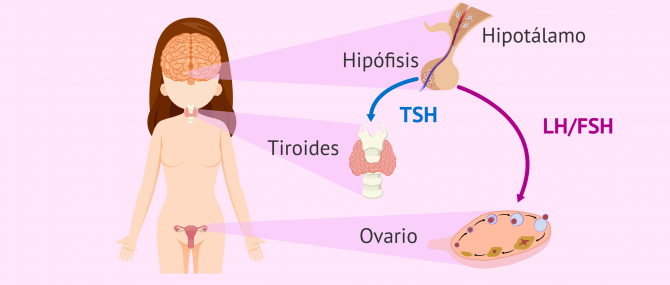 Hipotálamo
Hipófisis
TSH
LH/FSH
Tiroides
Ovario